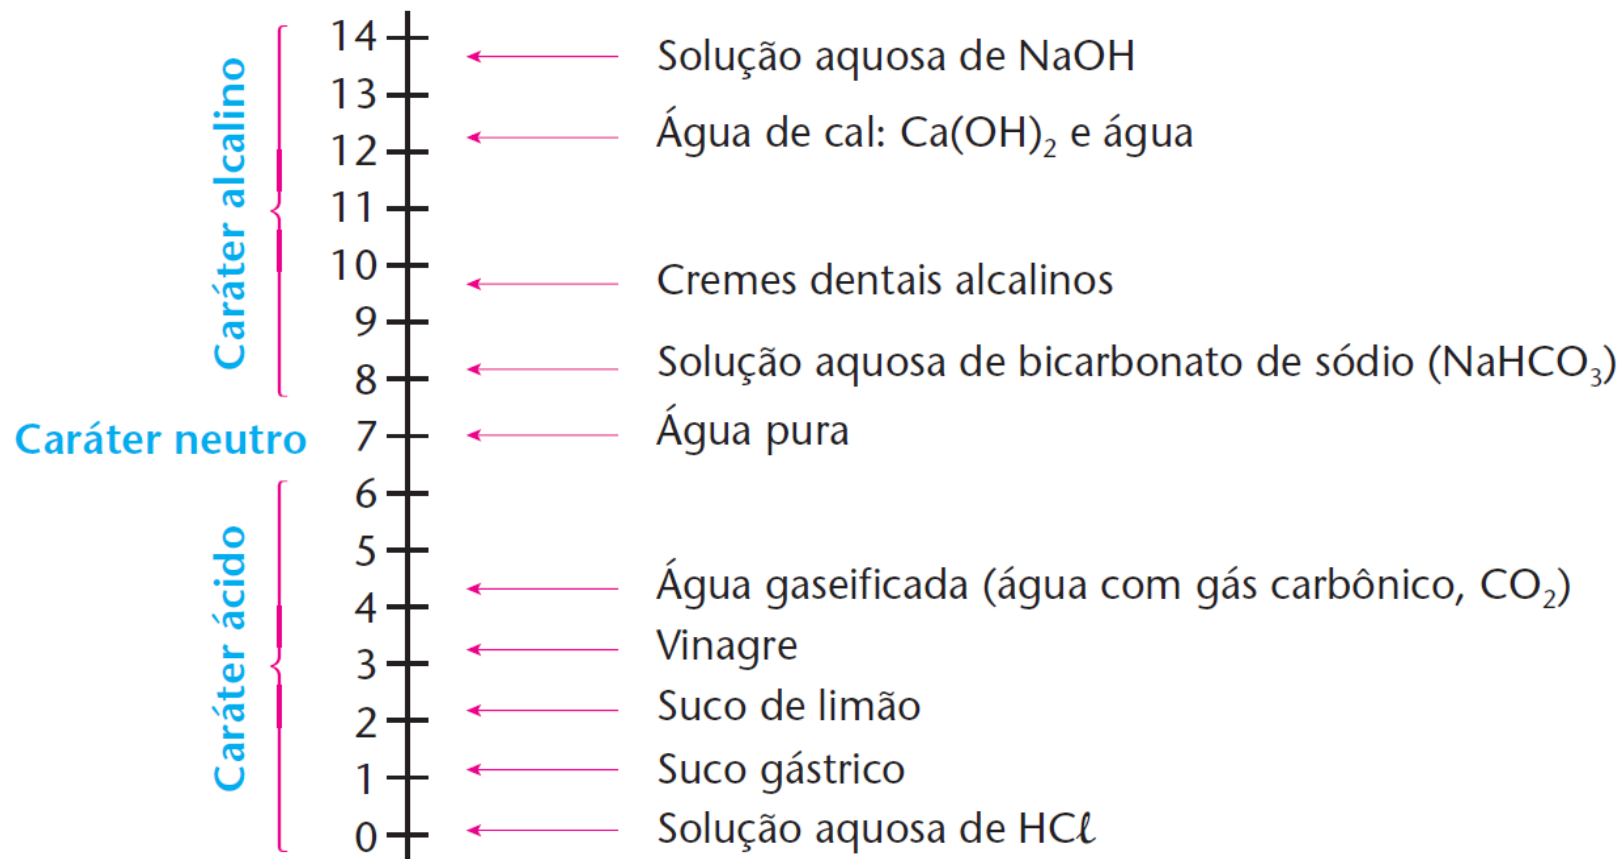 14
Solução aquosa de NaOH
13
Água de cal: Ca(OH)₂ e água
12
11
10
Cremes dentais alcalinos
9
Solução aquosa de bicarbonato de sódio (NaHCO₃)
8
Caráter alcalino
Caráter neutro
7
Água pura
6
5
Água gaseificada (água com gás carbônico, CO₂)
4
Vinagre
3
Suco de limão
2
Suco gástrico
1
Solução aquosa de HCℓ
0
Caráter ácido